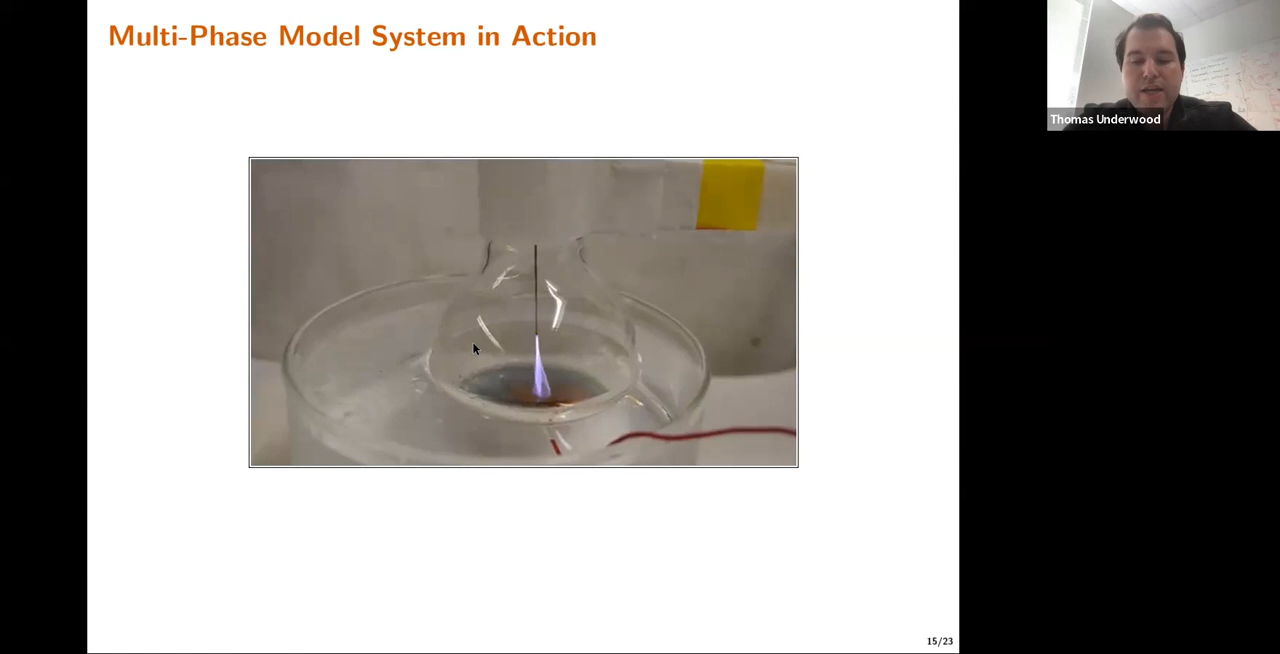 Multi-Phase Model System in Action
Thomas Underwood
15/23